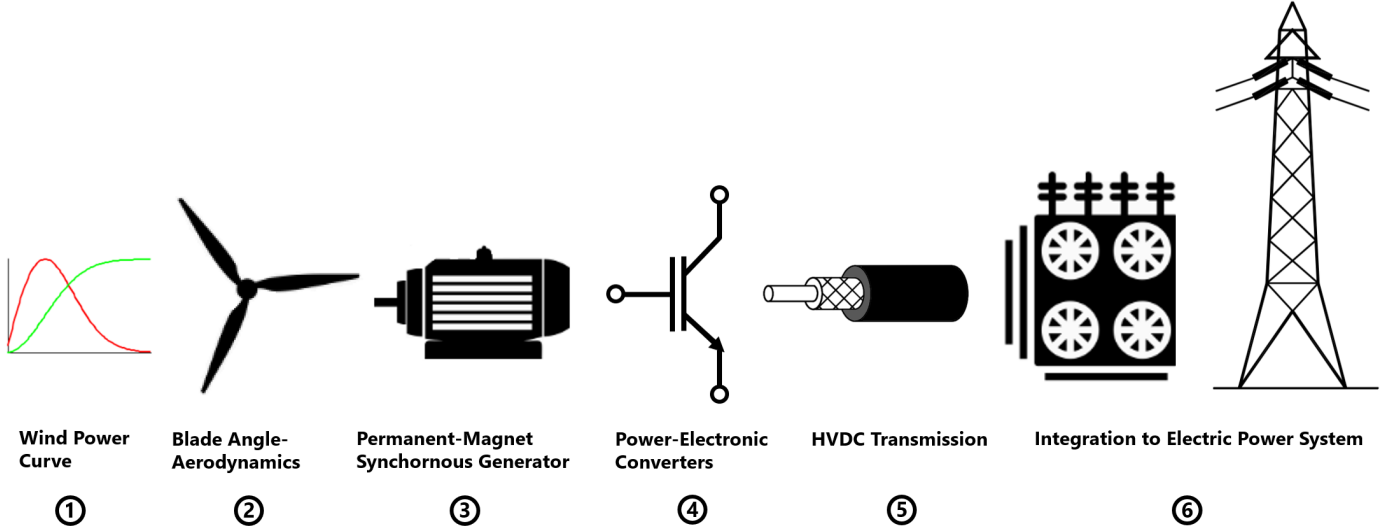 Wind Power
Curve
Blade Angle-
Aerodynamics
Permanent-Magnet
Synchornous Generator
Power-Electronic
Converters
HVDC Transmission
Integration to Electric Power System
1
2
3
4
5
6